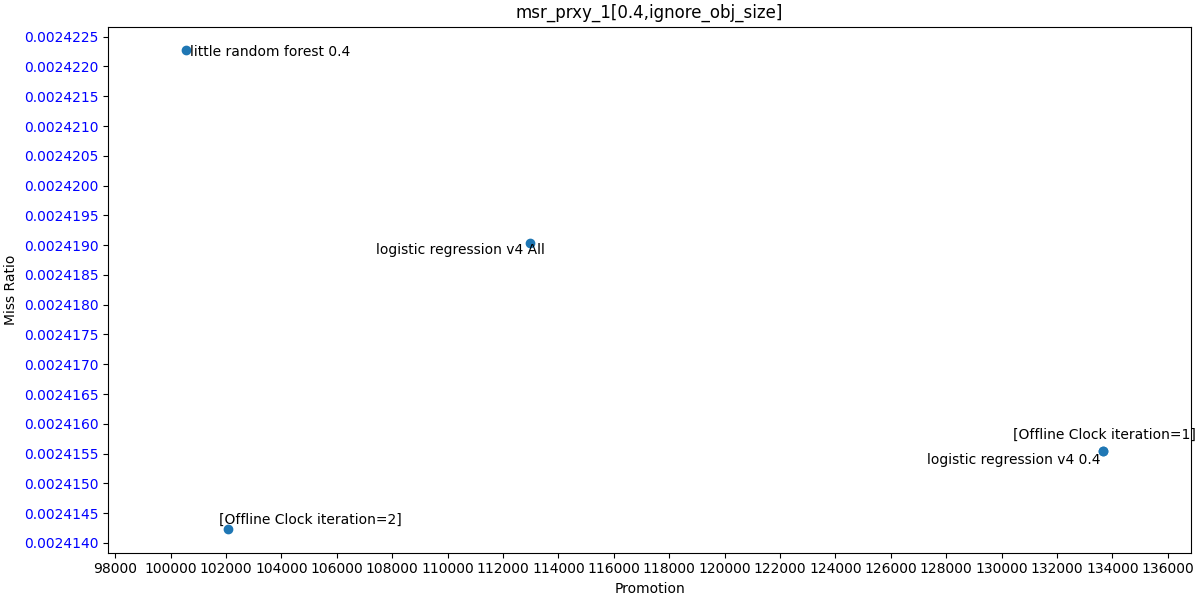 msr_prxy_1[0.4,ignore_obj_size]
0.0024225
0.0024220
0.0024215
0.0024210
0.0024205
0.0024200
0.0024195
0.0024190
0.0024185
0.0024180
0.0024175
0.0024170
0.0024165
0.0024160
0.0024155
0.0024150
0.0024145
0.0024140
Miss Ratio
little random forest 0.4
logistic regression v4 All
[Offline Clock iteration=1]
logistic regression v4 0.4
[Offline Clock iteration=2]
98000 100000 102000 104000 106000 108000 110000 112000 114000 116000 118000 120000 122000 124000 126000 128000 130000 132000 134000 136000
Promotion